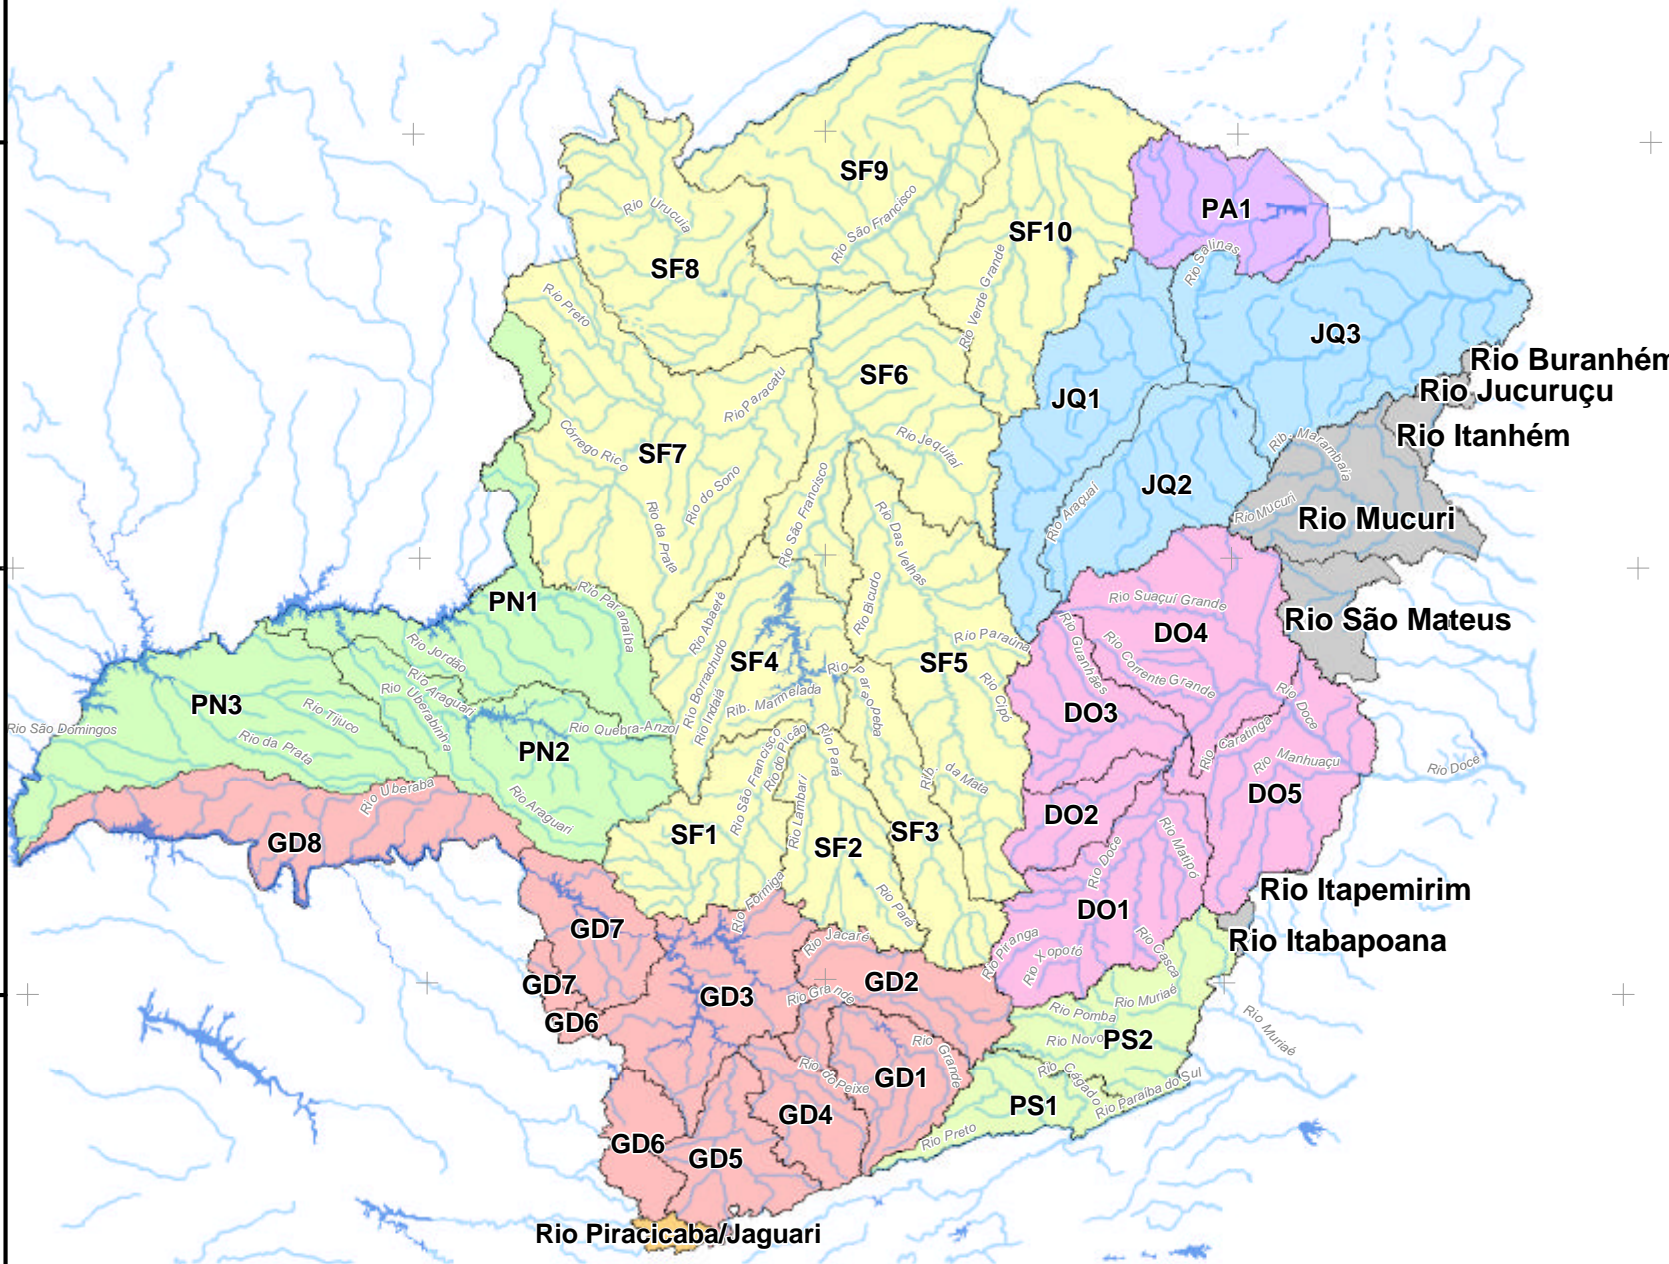 SF9
PA1
Rio Urucuia
Rio São Francisco
SF10
Rio Salinas
SF8
Rio Preto
Rio Verde Grande
JQ3
Rio Buranhém
SF6
Rio Jucuruçu
Rio Paracatu
JQ1
Rio Itanhém
Córrego Rico
SF7
Rio Jequitaí
Rib. Marambaia
Rio do Sono
Rio São Francisco
JQ2
Rio Araçuaí
Rio Mucuri
Rio Mucuri
Rio da Prata
Rio Das Velhas
PN1
Rio Paranaíba
Rio Abaeté
Rio Bicudo
Rio Suaçuí Grande
Rio São Mateus
DO4
Rio Paraúna
Rio Guanhães
Rio Corrente Grande
Rio Jordão
SF4
SF5
Rio Borrachudo
Rio Indaiá
Rib. Marmelada
Rio Paraopeba
Rio Cipó
Rio Araguari
Rio Uberabinha
PN3
Rio Tijuco
DO3
Rio Doce
Rio São Domingos
Rio da Prata
PN2
Rio Quebra-Anzol
Rio São Francisco
Rio do Picão
Rio Pará
Rio Caratinga
Rio Manhuaçu
Rio Doce
Rib. da Mata
DO5
Rio Uberaba
Rio Araguari
GD8
SF1
Rio Lambari
SF2
SF3
DO2
Rio Doce
Rio Matipó
Rio Formiga
Rio Pará
DO1
Rio Itapemirim
GD7
Rio Jacaré
Rio Piranga
Rio Xopotó
Rio Casca
Rio Itabapoana
GD7
GD3
GD2
Rio Grande
Rio Muriaé
GD6
Rio Pomba
Rio Novo
PS2
Rio Muriaé
Rio Grande
GD1
Rio do Peixe
Rio Cágado
Rio Paraíba do Sul
GD4
PS1
GD6
GD5
Rio Preto
Rio Piracicaba/Jaguari